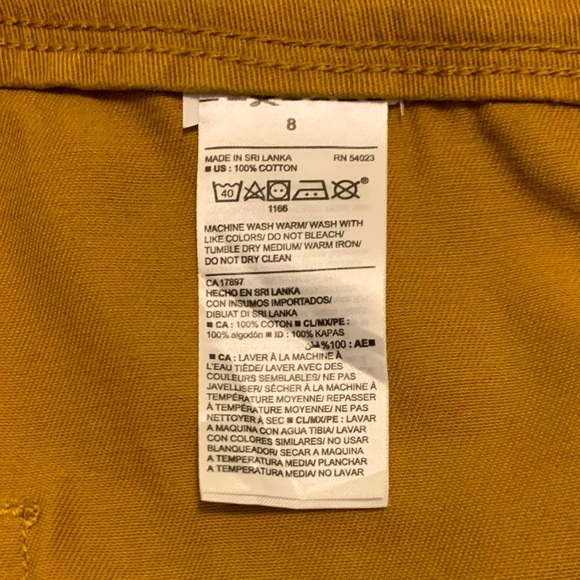 8
MADE IN SRI LANKA RN 54023
■ US : 100% COTTON
40 ®
1166
MACHINE WASH WARM/ WASH WITH
LIKE COLORS/ DO NOT BLEACH/
TUMBLE DRY MEDIUM/ WARM IRON/
DO NOT DRY CLEAN
CA 17897
HECHO EN SRI LANKA
CON INSUMOS IMPORTADOS/
DIBUAT DI SRI LANKA
■ CA : 100% COTON ■ CL/MX/PE :
100% algodón ■ ID : 100% KAPAS
%100 : AE■
■ CA : LAVER À LA MACHINE À
L'EAU TIÈDE/ LAVER AVEC DES
COULEURS SEMBLABLES/ NE PAS
JAVELLISER/ SÉCHER À LA MACHINE À
TEMPÉRATURE MOYENNE/ REPASSER
À TEMPÉRATURE MOYENNE/ NE PAS
NETTOYER À SEC ■ CL/MX/PE : LAVAR
A MAQUINA CON AGUA TIBIA/ LAVAR
CON COLORES SIMILARES/ NO USAR
BLANQUEADOR/ SECAR A MAQUINA
A TEMPERATURA MEDIA/ PLANCHAR
A TEMPERATURA MEDIA/ NO LAVAR